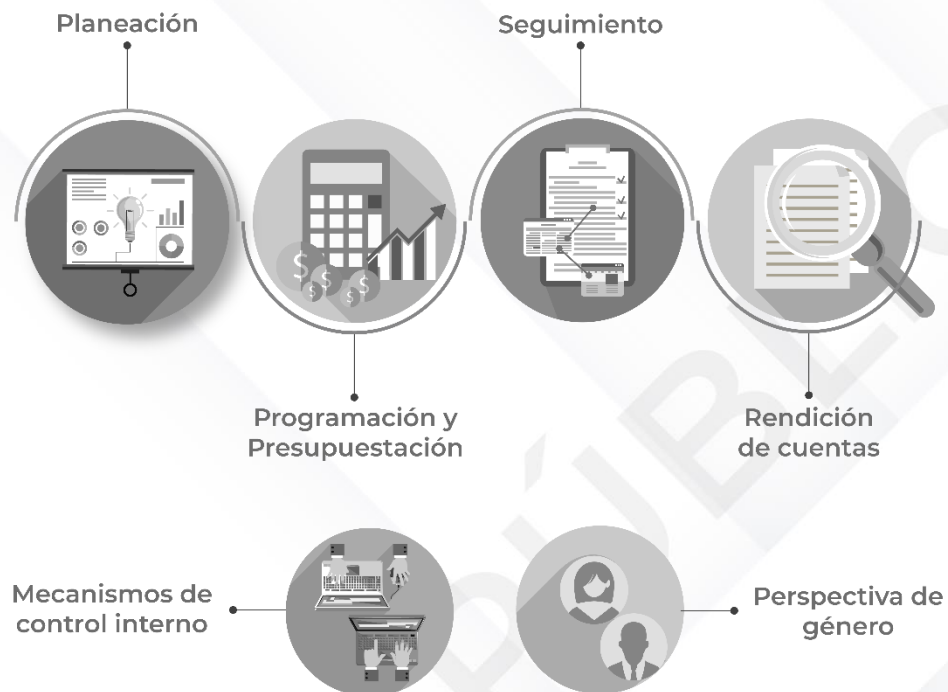 Planeación
Seguimiento
Programación y
Presupuestación
Rendición
de cuentas
Mecanismos de
control interno
Perspectiva de
género